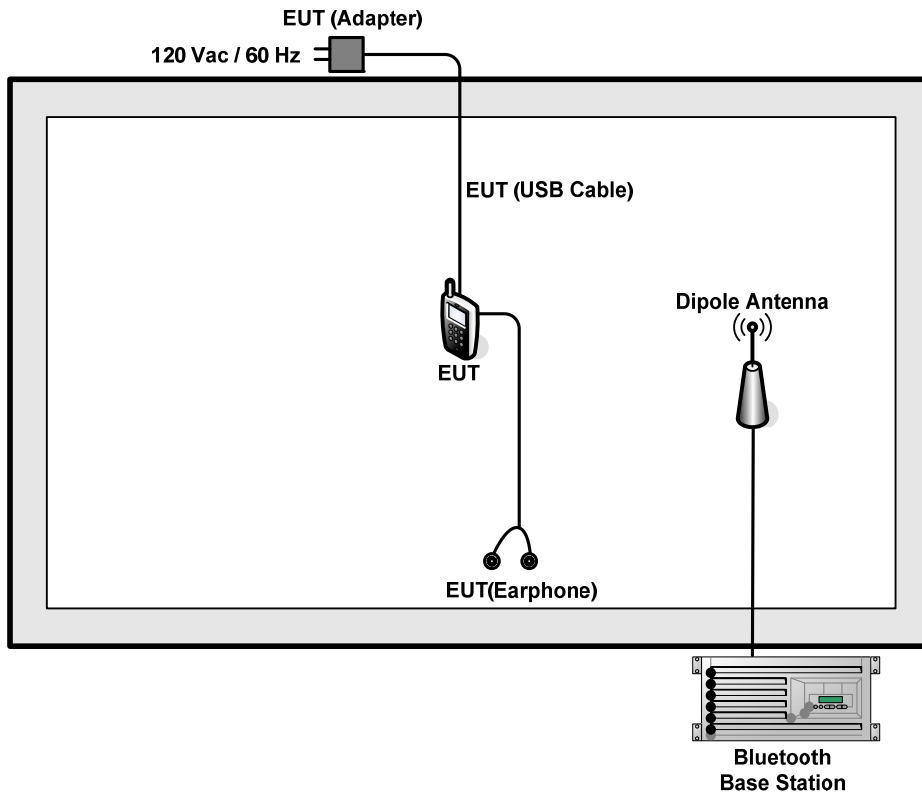 EUT (Adapter)
120 Vac / 60 Hz
EUT (USB Cable)
Dipole Antenna
EUT
EUT(Earphone)
Bluetooth
Base Station